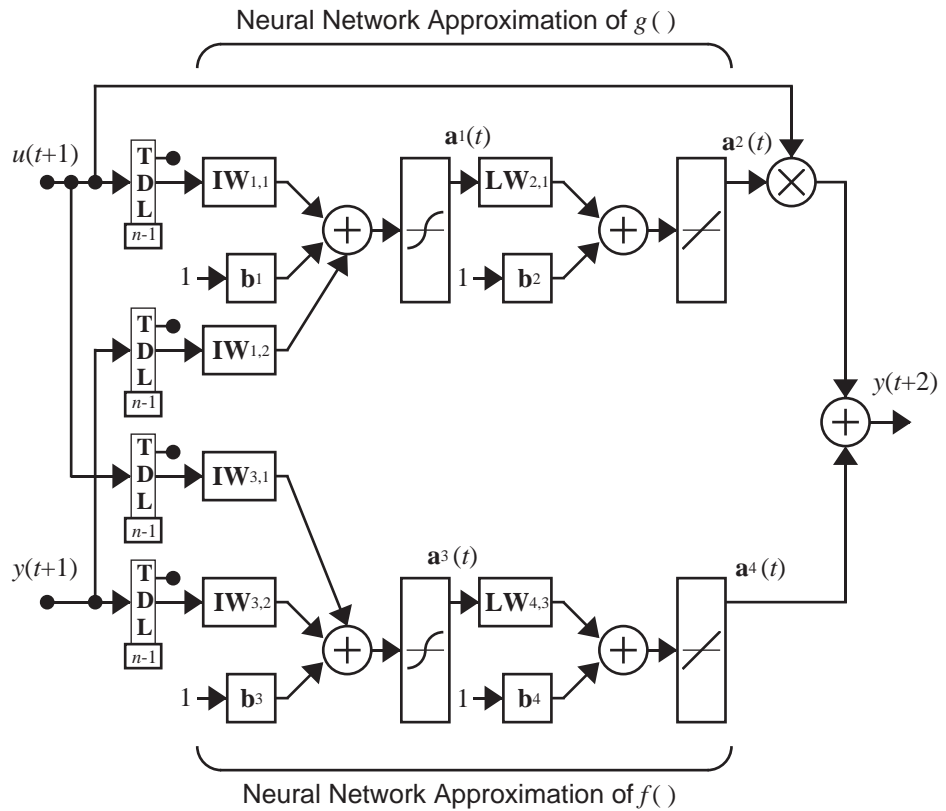 Neural Network Approximation of g ( )
a1(t)
a2 (t)
u(t+1)
T
D
L
n-1
IW1,1
LW2,1
1
b1
1
b2
T
D
L
n-1
IW1,2
y(t+2)
T
D
L
n-1
IW3,1
y(t+1)
a3 (t)
a4 (t)
T
D
L
n-1
IW3,2
LW4,3
1
b3
1
b4
Neural Network Approximation of f ( )